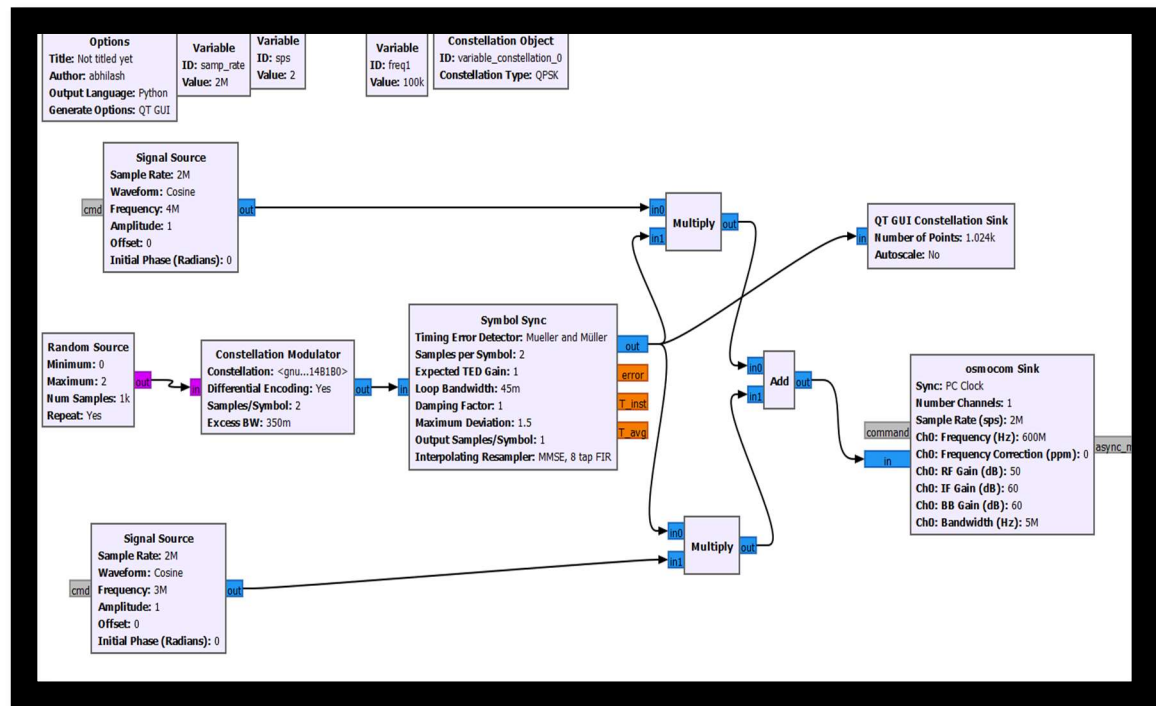 Options
Title: Not titled yet
Author: abhilash
Output Language: Python
Generate Options: QT GUI
Variable
ID: samp_rate
Value: 2M
Variable
ID: sps
Value: 2
Variable
ID: freq1
Value: 100k
Constellation Object
ID: variable_constellation_0
Constellation Type: QPSK
Signal Source
Sample Rate: 2M
Waveform: Cosine
Frequency: 4M
Amplitude: 1
Offset: 0
Initial Phase (Radians): 0
cmd
out
in0
in1
Multiply
out
in
QT GUI Constellation Sink
Number of Points: 1.024k
Autoscale: No
Random Source
Minimum: 0
Maximum: 2
Num Samples: 1k
Repeat: Yes
out
in
Constellation Modulator
Constellation: <gnu...14B1B0>
Differential Encoding: Yes
Samples/Symbol: 2
Excess BW: 350m
out
in
Symbol Sync
Timing Error Detector: Mueller and Müller
Samples per Symbol: 2
Expected TED Gain: 1
Loop Bandwidth: 45m
Damping Factor: 1
Maximum Deviation: 1.5
Output Samples/Symbol: 1
Interpolating Resampler: MMSE, 8 tap FIR
out
error
T_inst
T_avg
in0
in1
Add
out
command
in
osmocom Sink
Sync: PC Clock
Number Channels: 1
Sample Rate (sps): 2M
Ch0: Frequency (Hz): 600M
Ch0: Frequency Correction (ppm): 0
Ch0: RF Gain (dB): 50
Ch0: IF Gain (dB): 60
Ch0: BB Gain (dB): 60
Ch0: Bandwidth (Hz): 5M
Signal Source
Sample Rate: 2M
Waveform: Cosine
Frequency: 3M
Amplitude: 1
Offset: 0
Initial Phase (Radians): 0
cmd
out
in0
in1
Multiply
out